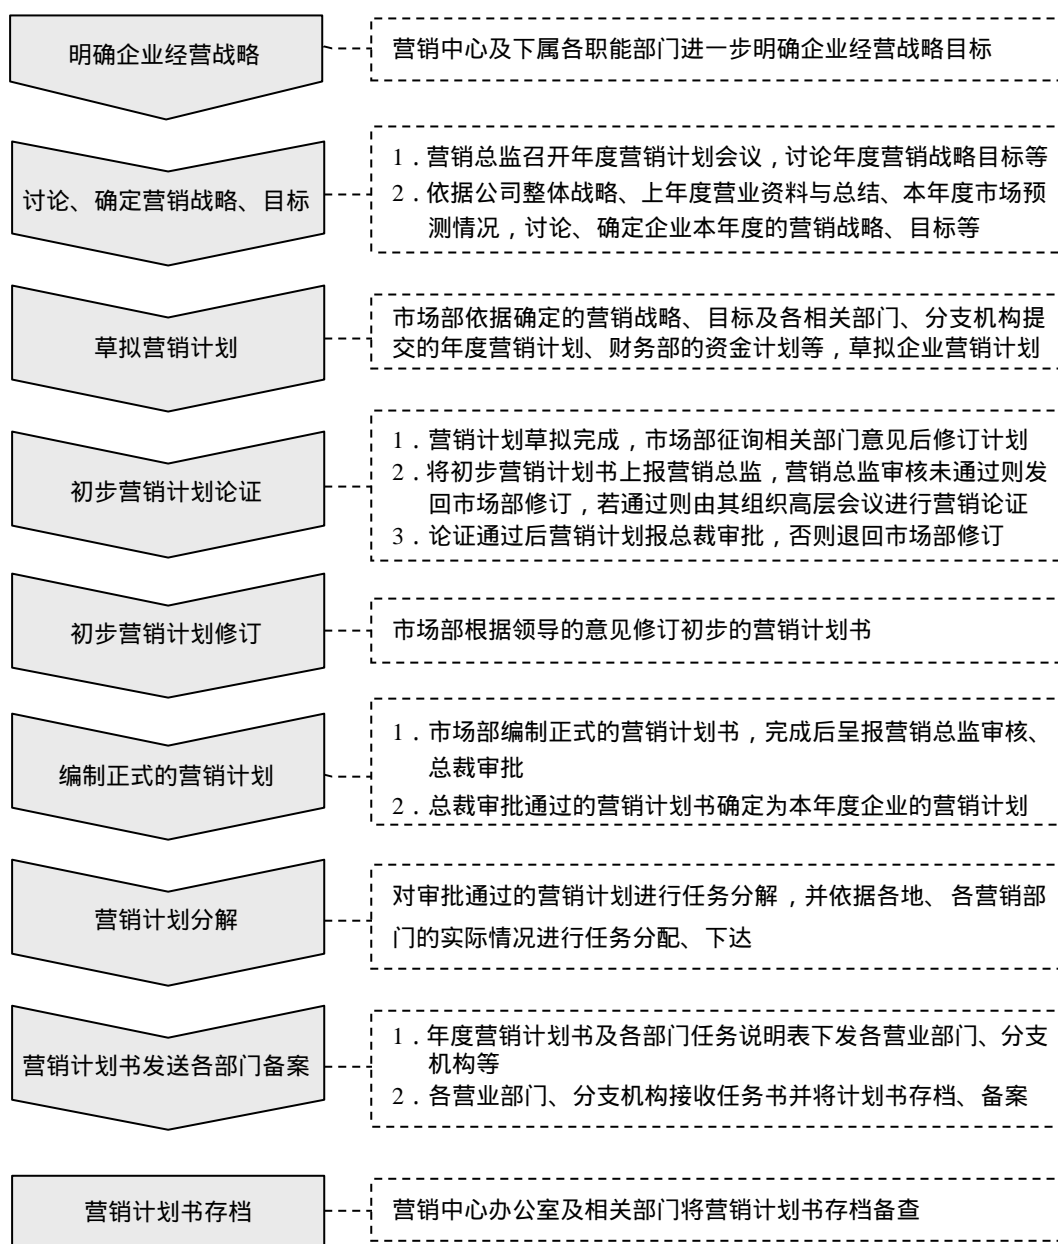 明确企业经营战略
营销中心及下属各职能部门进一步明确企业经营战略目标
讨论、确定营销战略、目标
1．营销总监召开年度营销计划会议，讨论年度营销战略目标等
2．依据公司整体战略、上年度营业资料与总结、本年度市场预
测情况，讨论、确定企业本年度的营销战略、目标等
草拟营销计划
市场部依据确定的营销战略、目标及各相关部门、分支机构提
交的年度营销计划、财务部的资金计划等，草拟企业营销计划
初步营销计划论证
1．营销计划草拟完成，市场部征询相关部门意见后修订计划
2．将初步营销计划书上报营销总监，营销总监审核未通过则发
回市场部修订，若通过则由其组织高层会议进行营销论证
3．论证通过后营销计划报总裁审批，否则退回市场部修订
初步营销计划修订
市场部根据领导的意见修订初步的营销计划书
编制正式的营销计划
1．市场部编制正式的营销计划书，完成后呈报营销总监审核、
总裁审批
2．总裁审批通过的营销计划书确定为本年度企业的营销计划
营销计划分解
对审批通过的营销计划进行任务分解，并依据各地、各营销部
门的实际情况进行任务分配、下达
营销计划书发送各部门备案
1．年度营销计划书及各部门任务说明表下发各营业部门、分支
机构等
2．各营业部门、分支机构接收任务书并将计划书存档、备案
营销计划书存档
营销中心办公室及相关部门将营销计划书存档备查